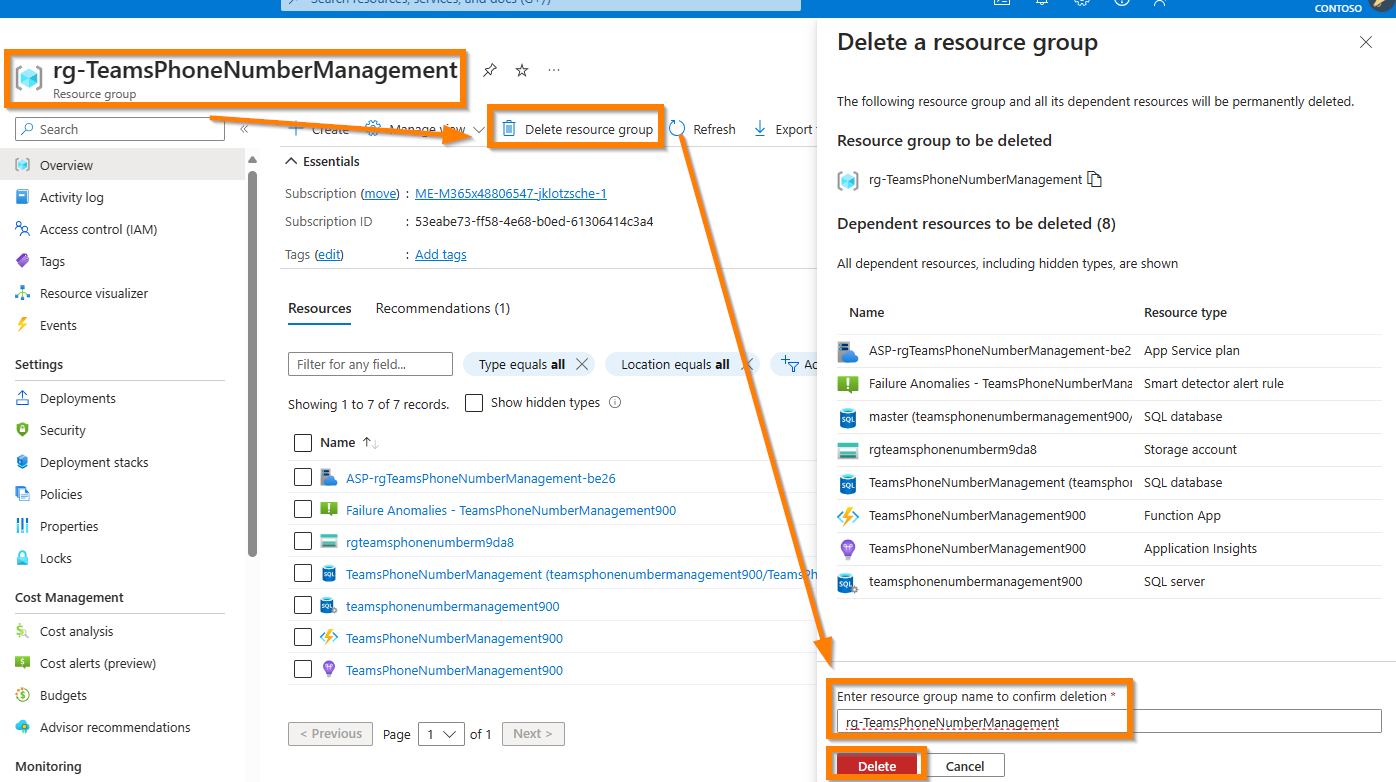 Search resources, services, and docs (G+/)
CONTOSO
rg-TeamsPhoneNumberManagement
Resource group
Search
Overview
Activity log
Access control (IAM)
Tags
Resource visualizer
Events
Settings
Deployments
Security
Deployment stacks
Policies
Properties
Locks
Cost Management
Cost analysis
Cost alerts (preview)
Budgets
Advisor recommendations
Monitoring
Create Manage view Delete resource group Refresh Export
Essentials
Subscription (move) : ME-M365x48806547-jklotzsche-1
Subscription ID : 53eabe73-ff58-4e68-b0ed-61306414c3a4
Tags (edit) : Add tags
Resources Recommendations (1)
Filter for any field... Type equals all Location equals all
Showing 1 to 7 of 7 records. Show hidden types
Name
ASP-rgTeamsPhoneNumberManagement-be26
Failure Anomalies - TeamsPhoneNumberManagement900
rgteamsphonenumberm9da8
TeamsPhoneNumberManagement (teamsphonenumbermanagement900/TeamsPh
teamsphonenumbermanagement900
TeamsPhoneNumberManagement900
TeamsPhoneNumberManagement900
< Previous Page 1 of 1 Next >
Delete a resource group
The following resource group and all its dependent resources will be permanently deleted.
Resource group to be deleted
rg-TeamsPhoneNumberManagement
Dependent resources to be deleted (8)
All dependent resources, including hidden types, are shown
Name Resource type
ASP-rgTeamsPhoneNumberManagement-be2 App Service plan
Failure Anomalies - TeamsPhoneNumberMana Smart detector alert rule
master (teamsphonenumbermanagement900/ SQL database
rgteamsphonenumberm9da8 Storage account
TeamsPhoneNumberManagement (teamsphor SQL database
TeamsPhoneNumberManagement900 Function App
TeamsPhoneNumberManagement900 Application Insights
teamsphonenumbermanagement900 SQL server
Enter resource group name to confirm deletion *
rg-TeamsPhoneNumberManagement
Delete Cancel